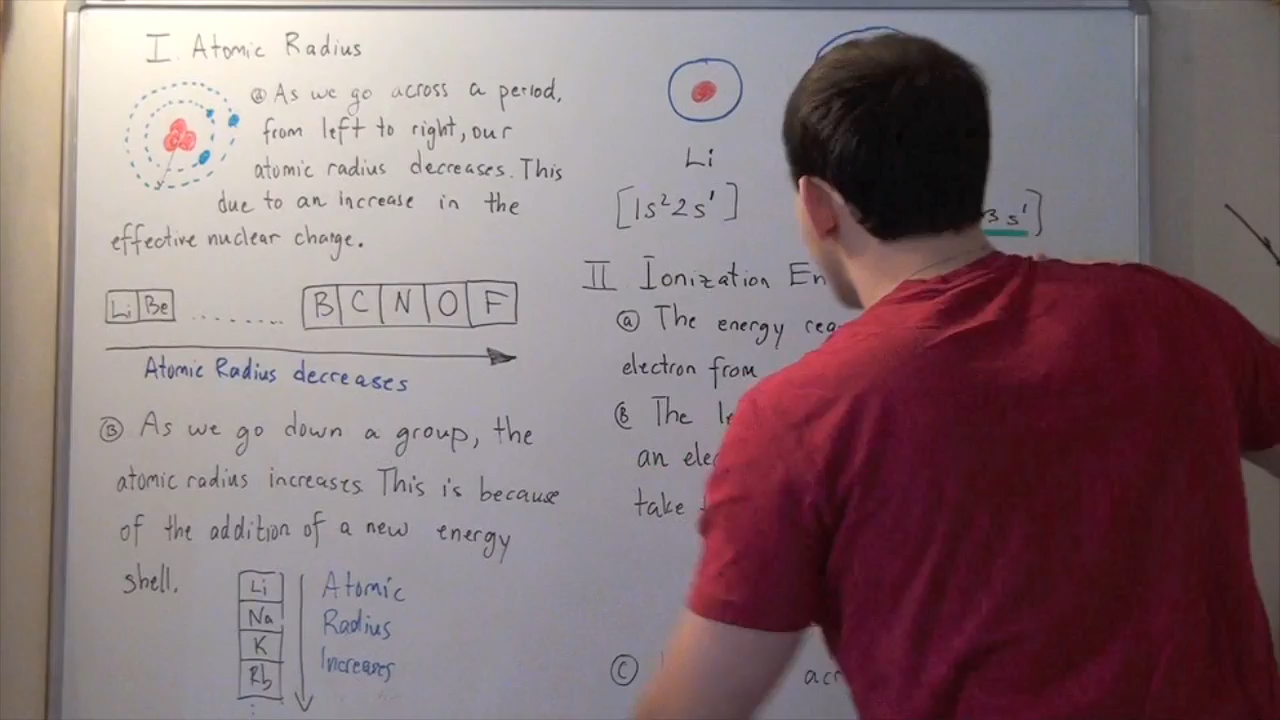 I. Atomic Radius
ⓐ As we go across a period,
from left to right, our
atomic radius decreases. This
due to an increase in the
effective nuclear charge.
Li Be ........ B C N O F
Atomic Radius decreases
Ⓑ As we go down a group, the
atomic radius increases. This is because
of the addition of a new energy
shell.
Li
Na
K
Rb
Atomic
Radius
Increases
Li
[1s²2s¹]
3s¹]
II Ionization En
ⓐ The energy req
electron from
Ⓑ The
an elec
take
Ⓒ
acr